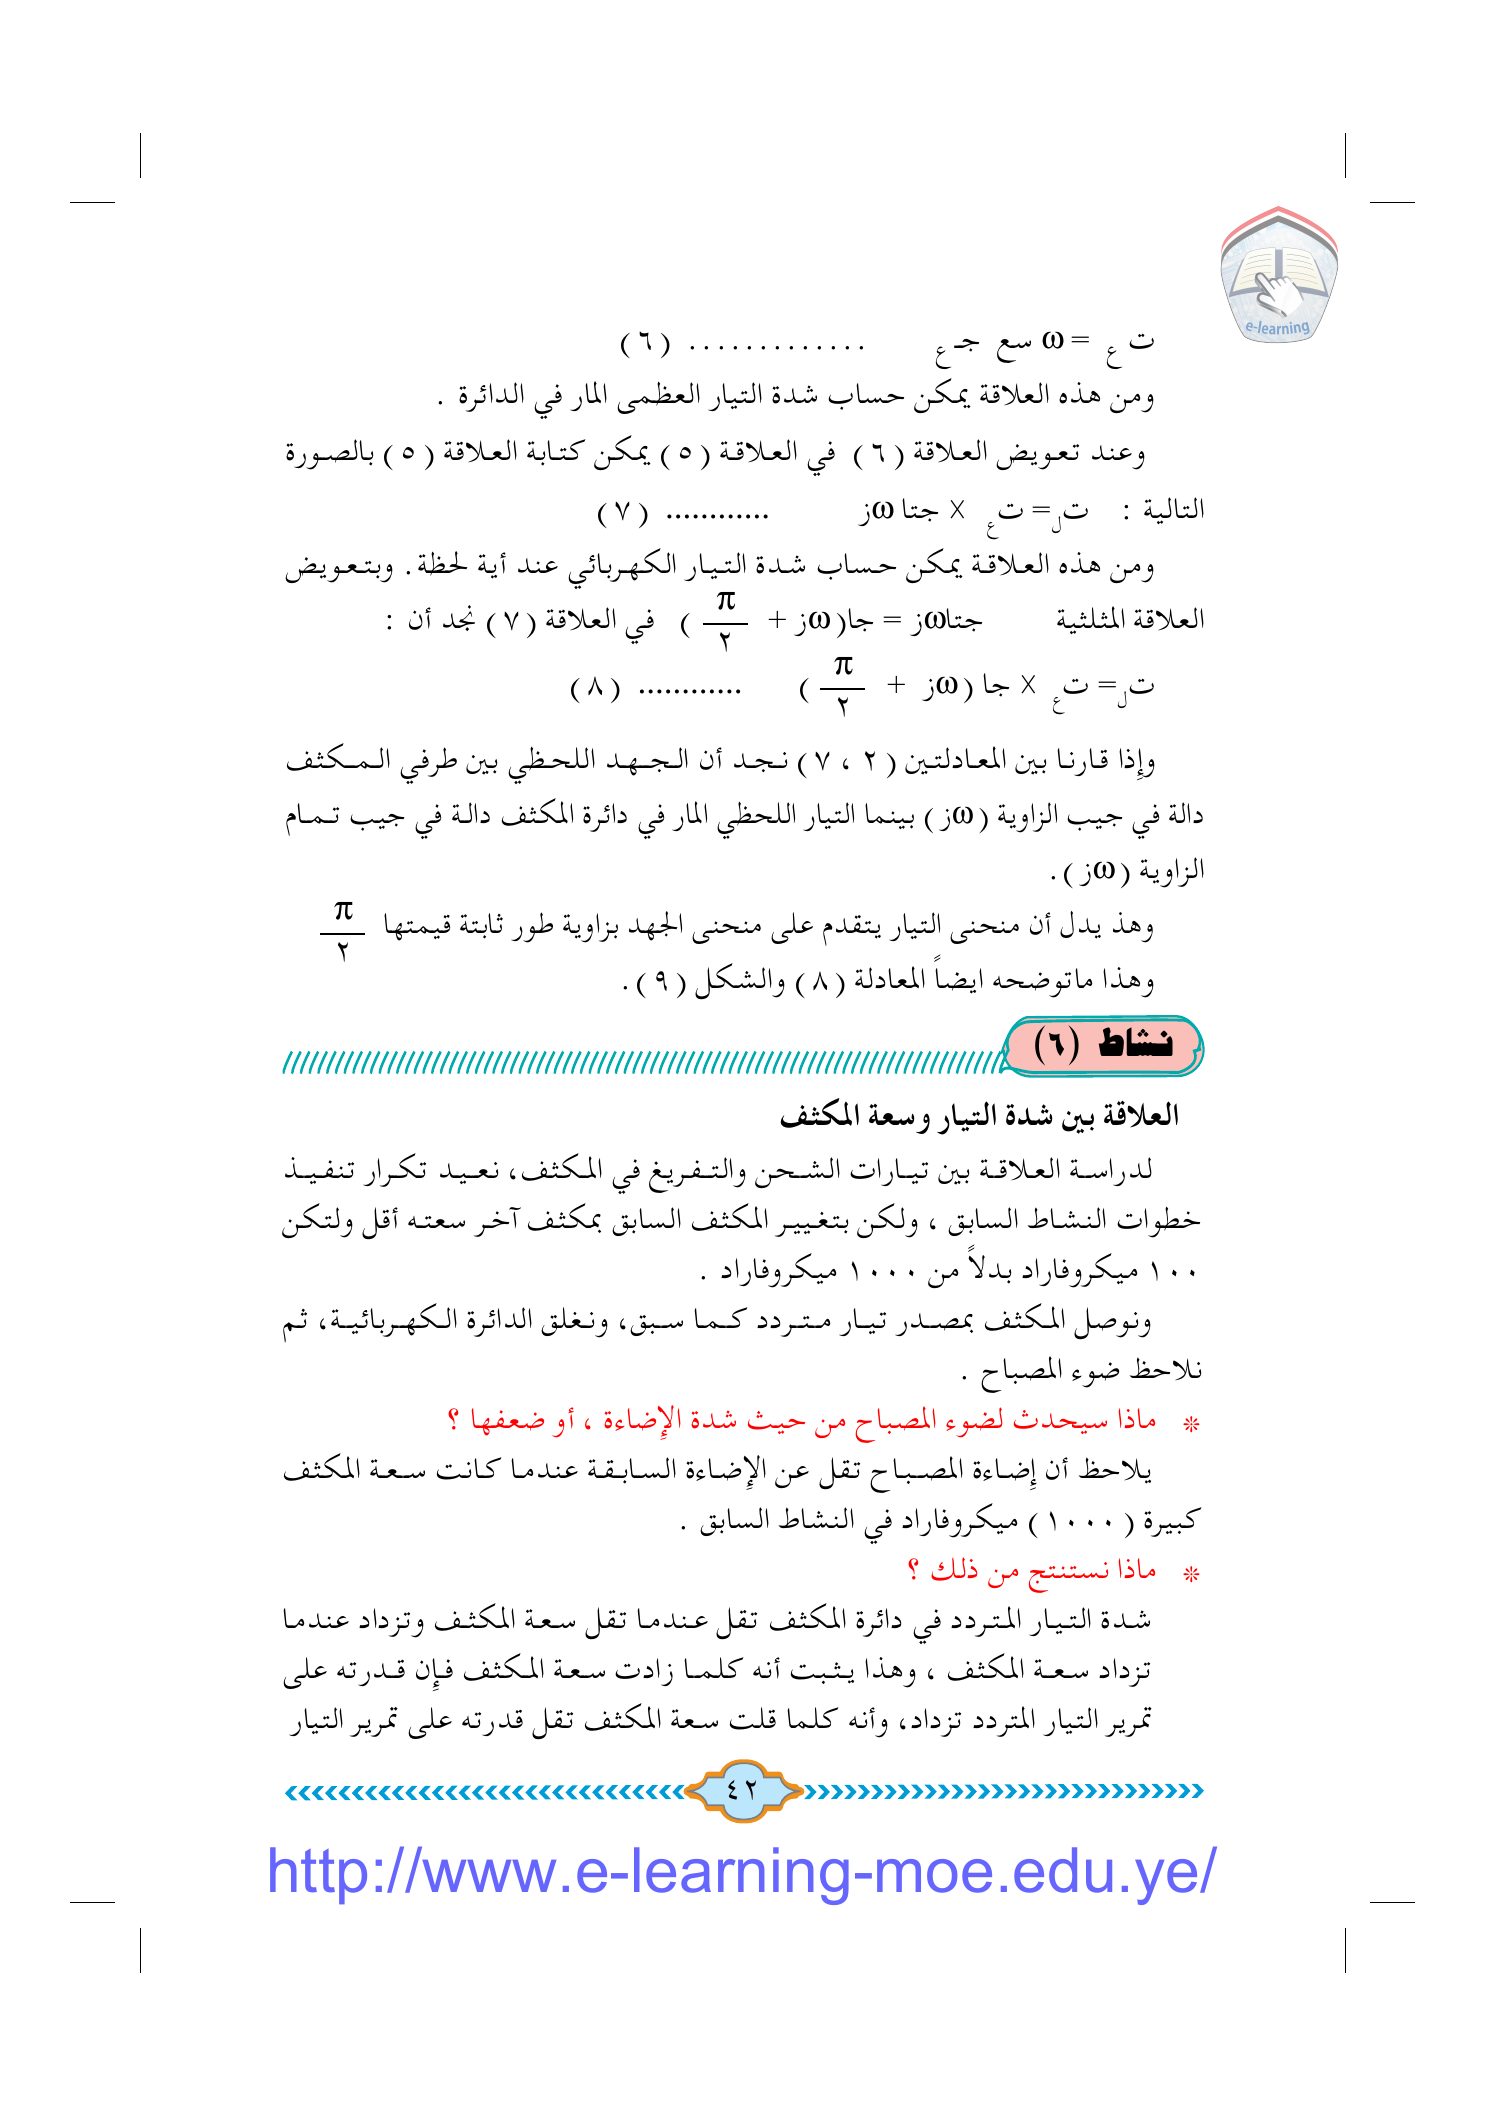 e-learning
ت ع = ω سع جـ ع ............. ( ٦ )
ومن هذه العلاقة يمكن حساب شدة التيار العظمى المار في الدائرة .
وعند تعويض العلاقة ( ٦ ) في العلاقة ( ٥ ) يمكن كتابة العلاقة ( ٥ ) بالصورة
التالية : ت ل = ت ع × جتا ω ز ............ ( ٧ )
ومن هذه العلاقة يمكن حساب شدة التيار الكهربائي عند أية لحظة . وبتعويض
العلاقة المثلثية جتا ω ز = جا ( ω ز + π / ٢ ) في العلاقة ( ٧ ) نجد أن :
ت ل = ت ع × جا ( ω ز + π / ٢ ) ............ ( ٨ )
وإذا قارنا بين المعادلتين ( ٢ ، ٧ ) نجد أن الجهد اللحظي بين طرفي المكثف
دالة في جيب الزاوية ( ω ز ) بينما التيار اللحظي المار في دائرة المكثف دالة في جيب تمام
الزاوية ( ω ز ) .
وهذ يدل أن منحنى التيار يتقدم على منحنى الجهد بزاوية طور ثابتة قيمتها π / ٢
وهذا ماتوضحه ايضاً المعادلة ( ٨ ) والشكل ( ٩ ) .
نشاط (٦)
العلاقة بين شدة التيار وسعة المكثف
لدراسة العلاقة بين تيارات الشحن والتفريغ في المكثف، نعيد تكرار تنفيذ
خطوات النشاط السابق ، ولكن بتغيير المكثف السابق بمكثف آخر سعته أقل ولتكن
١٠٠ ميكروفاراد بدلاً من ١٠٠٠ ميكروفاراد .
ونوصل المكثف بمصدر تيار متردد كما سبق، ونغلق الدائرة الكهربائية، ثم
نلاحظ ضوء المصباح .
❊ ماذا سيحدث لضوء المصباح من حيث شدة الإضاءة ، أو ضعفها ؟
يلاحظ أن إضاءة المصباح تقل عن الإضاءة السابقة عندما كانت سعة المكثف
كبيرة ( ١٠٠٠ ) ميكروفاراد في النشاط السابق .
❊ ماذا نستنتج من ذلك ؟
شدة التيار المتردد في دائرة المكثف تقل عندما تقل سعة المكثف وتزداد عندما
تزداد سعة المكثف ، وهذا يثبت أنه كلما زادت سعة المكثف فإن قدرته على
تمرير التيار المتردد تزداد، وأنه كلما قلت سعة المكثف تقل قدرته على تمرير التيار
٤٢
http://www.e-learning-moe.edu.ye/